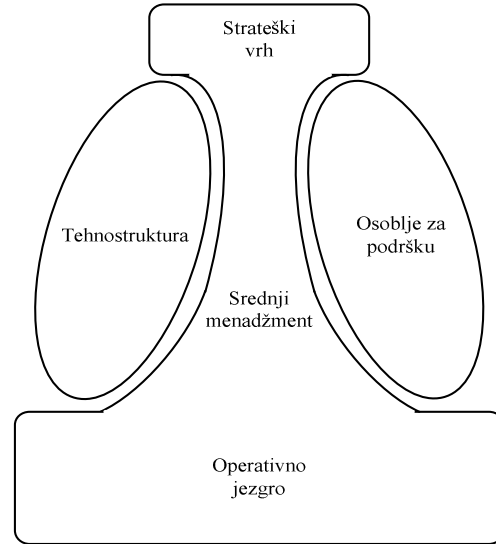 Strateški
vrh
Tehnostruktura
Osoblje za
podršku
Srednji
menadžment
Operativno
jezgro